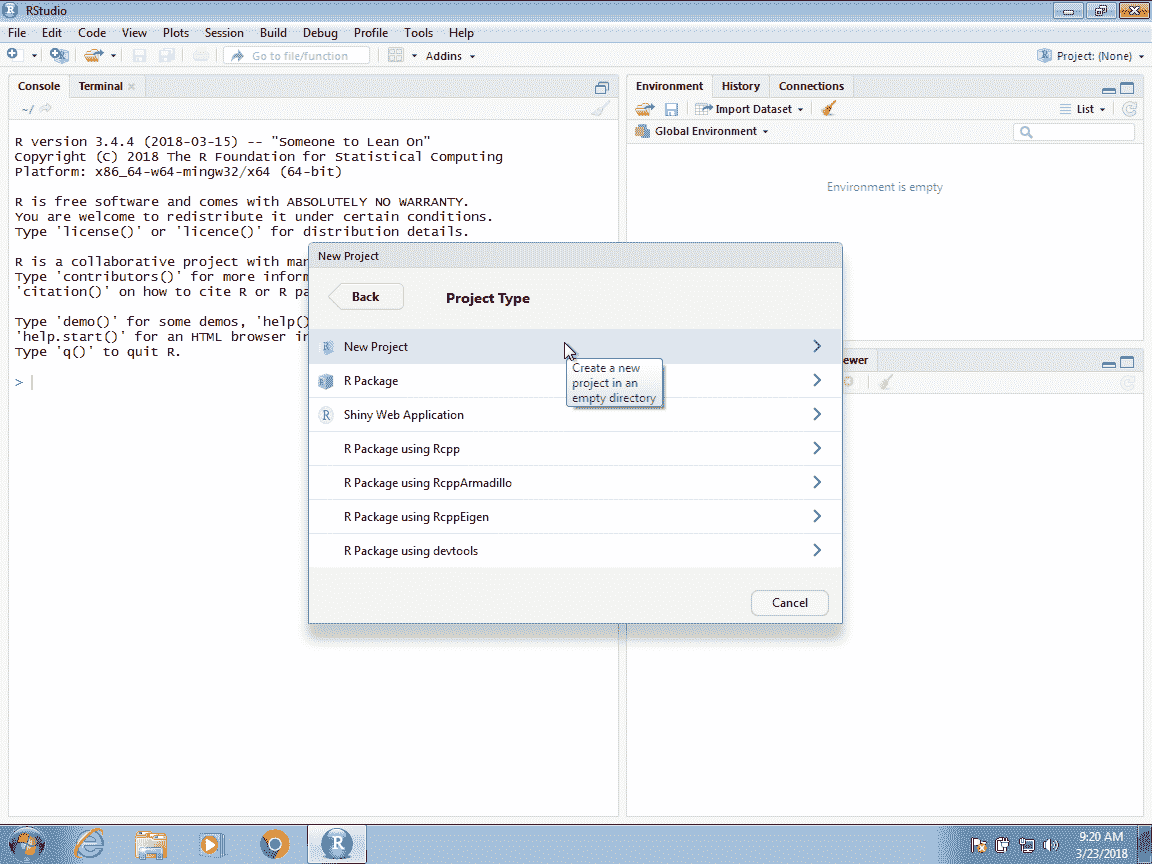 RStudio
File Edit Code View Plots Session Build Debug Profile Tools Help
Go to file/function
Addins
Project: (None)
Console Terminal
~/
R version 3.4.4 (2018-03-15) -- "Someone to Lean On"
Copyright (C) 2018 The R Foundation for Statistical Computing
Platform: x86_64-w64-mingw32/x64 (64-bit)
R is free software and comes with ABSOLUTELY NO WARRANTY.
You are welcome to redistribute it under certain conditions.
Type 'license()' or 'licence()' for distribution details.
R is a collaborative project with
Type 'contributors()' for more
'citation()' on how to cite R or R
Type 'demo()' for some demos, 'help()
'help.start()' for an HTML browser
Type 'q()' to quit R.
>
Environment History Connections
Import Dataset
List
Global Environment
Environment is empty
New Project
Back
Project Type
New Project
Create a new
project in an
empty directory
R Package
Shiny Web Application
R Package using Rcpp
R Package using RcppArmadillo
R Package using RcppEigen
R Package using devtools
Cancel
ewer
9:20 AM
3/23/2018